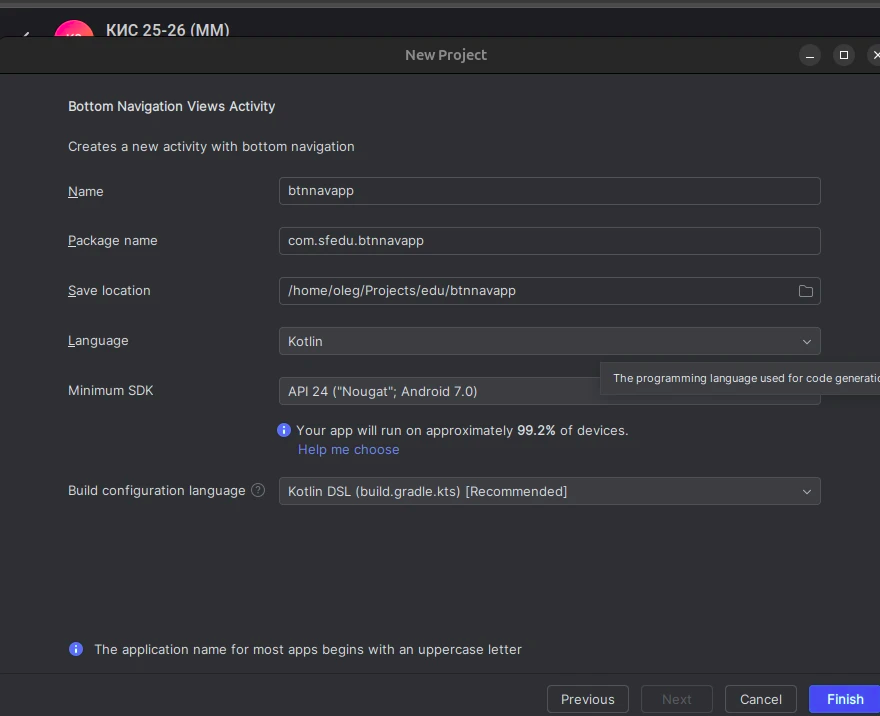 КИС 25-26 (ММ)
New Project
Bottom Navigation Views Activity
Creates a new activity with bottom navigation
Name
btnnavapp
Package name
com.sfedu.btnnavapp
Save location
/home/oleg/Projects/edu/btnnavapp
Language
Kotlin
The programming language used for code generatio
Minimum SDK
API 24 ("Nougat"; Android 7.0)
Your app will run on approximately 99.2% of devices.
Help me choose
Build configuration language ?
Kotlin DSL (build.gradle.kts) [Recommended]
The application name for most apps begins with an uppercase letter
Previous
Next
Cancel
Finish